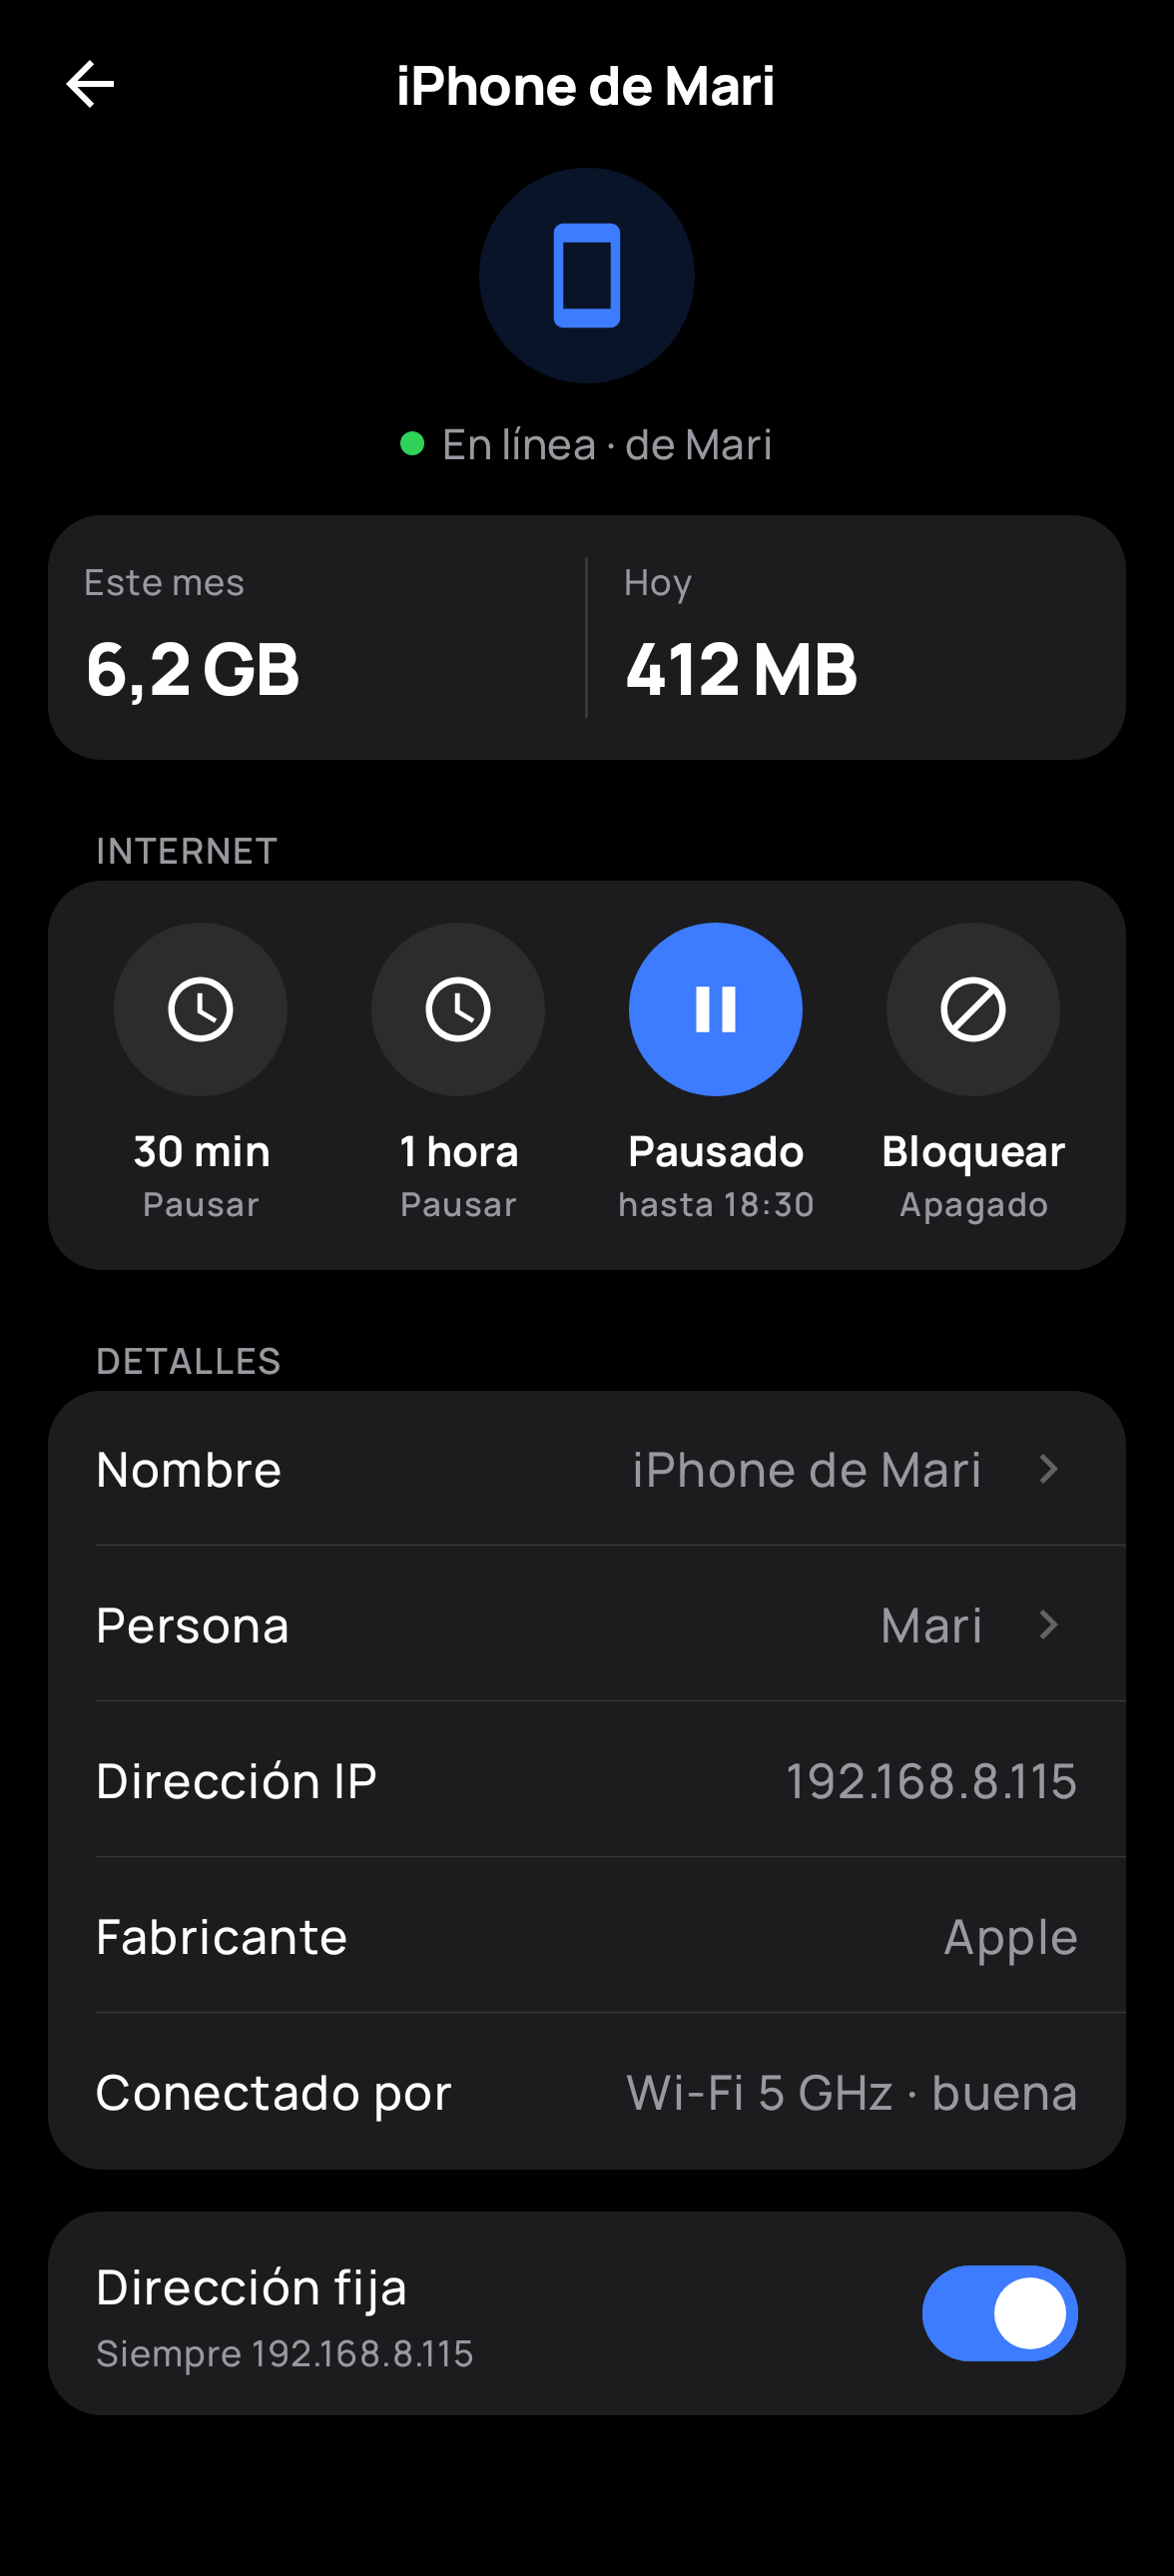 iPhone de Mari
En línea · de Mari
Este mes
6,2 GB
Hoy
412 MB
INTERNET
30 min
Pausar
1 hora
Pausar
Pausado
hasta 18:30
Bloquear
Apagado
DETALLES
Nombre iPhone de Mari
Persona Mari
Dirección IP 192.168.8.115
Fabricante Apple
Conectado por Wi-Fi 5 GHz · buena
Dirección fija
Siempre 192.168.8.115